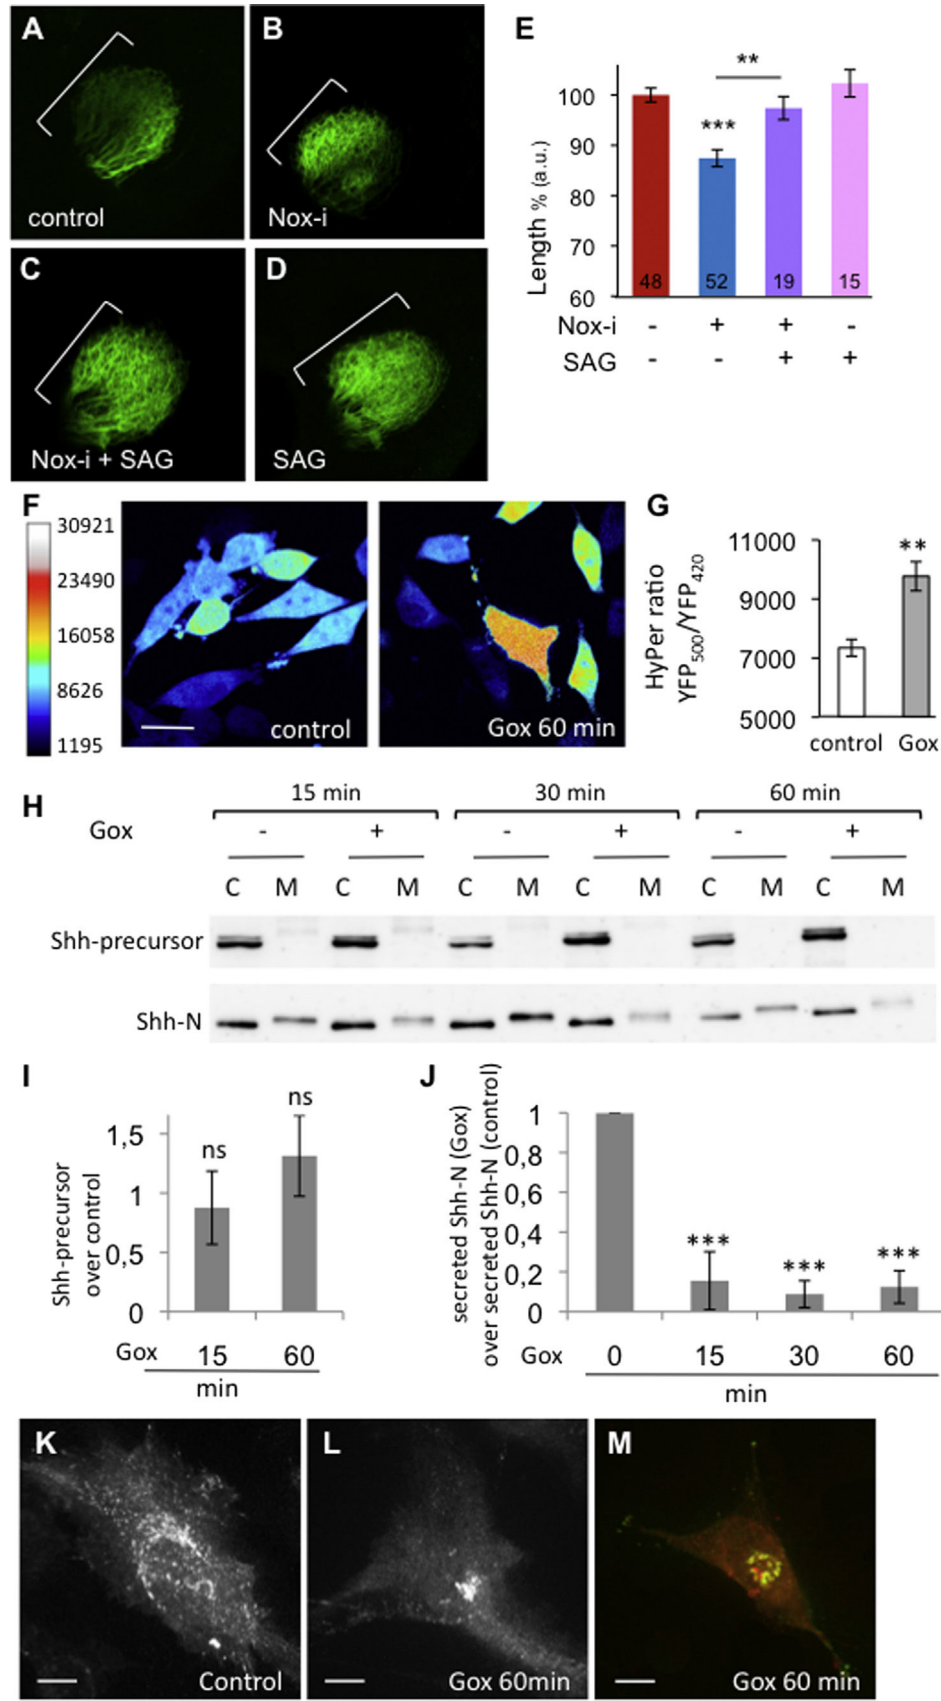 A
B
control
Nox-i
C
D
Nox-i + SAG
SAG
E
**
***
100
90
80
70
60
Length % (a.u.)
48
52
19
15
Nox-i - + + -
SAG - - + +
F
30921
23490
16058
8626
1195
control
Gox 60 min
G
**
HyPer ratio
YFP500/YFP420
11000
9000
7000
5000
control Gox
H
15 min 30 min 60 min
Gox - + - + - +
C M C M C M C M C M C M
Shh-precursor
Shh-N
I
Shh-precursor
over control
1,5
1
0,5
0
ns
ns
Gox 15 60
min
J
secreted Shh-N (Gox)
over secreted Shh-N (control)
1
0,8
0,6
0,4
0,2
0
***
***
***
Gox 0 15 30 60
min
K
Control
L
Gox 60min
M
Gox 60 min